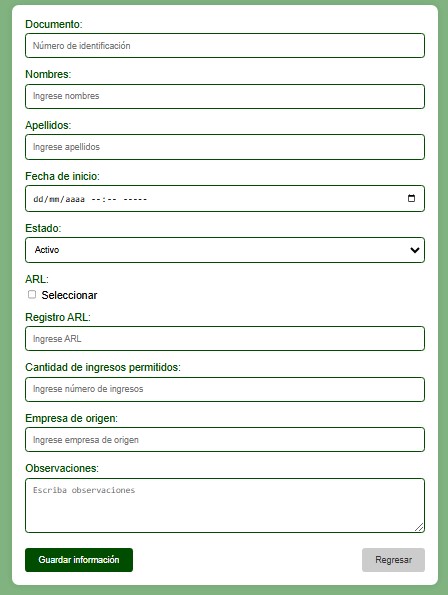 Documento:
Número de identificación
Nombres:
Ingrese nombres
Apellidos:
Ingrese apellidos
Fecha de inicio:
dd/mm/aaaa --:-- -----
Estado:
Activo
ARL:
Seleccionar
Registro ARL:
Ingrese ARL
Cantidad de ingresos permitidos:
Ingrese número de ingresos
Empresa de origen:
Ingrese empresa de origen
Observaciones:
Escriba observaciones
Guardar información Regresar